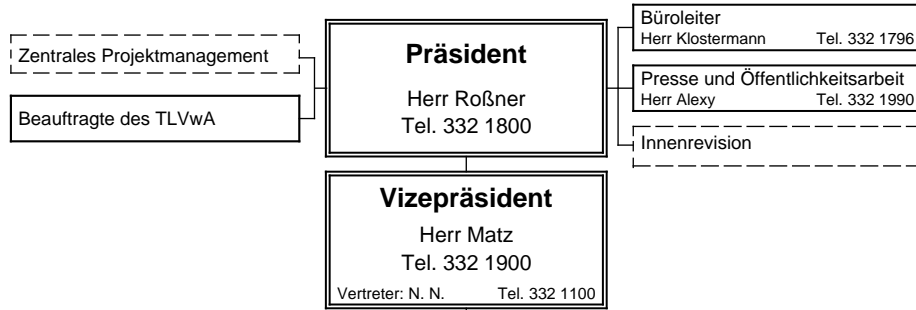 Zentrales Projektmanagement
Beauftragte des TLVwA
Präsident
Herr Roßner
Tel. 332 1800
Büroleiter
Herr Klostermann Tel. 332 1796
Presse und Öffentlichkeitsarbeit
Herr Alexy Tel. 332 1990
Innenrevision
Vizepräsident
Herr Matz
Tel. 332 1900
Vertreter: N. N. Tel. 332 1100